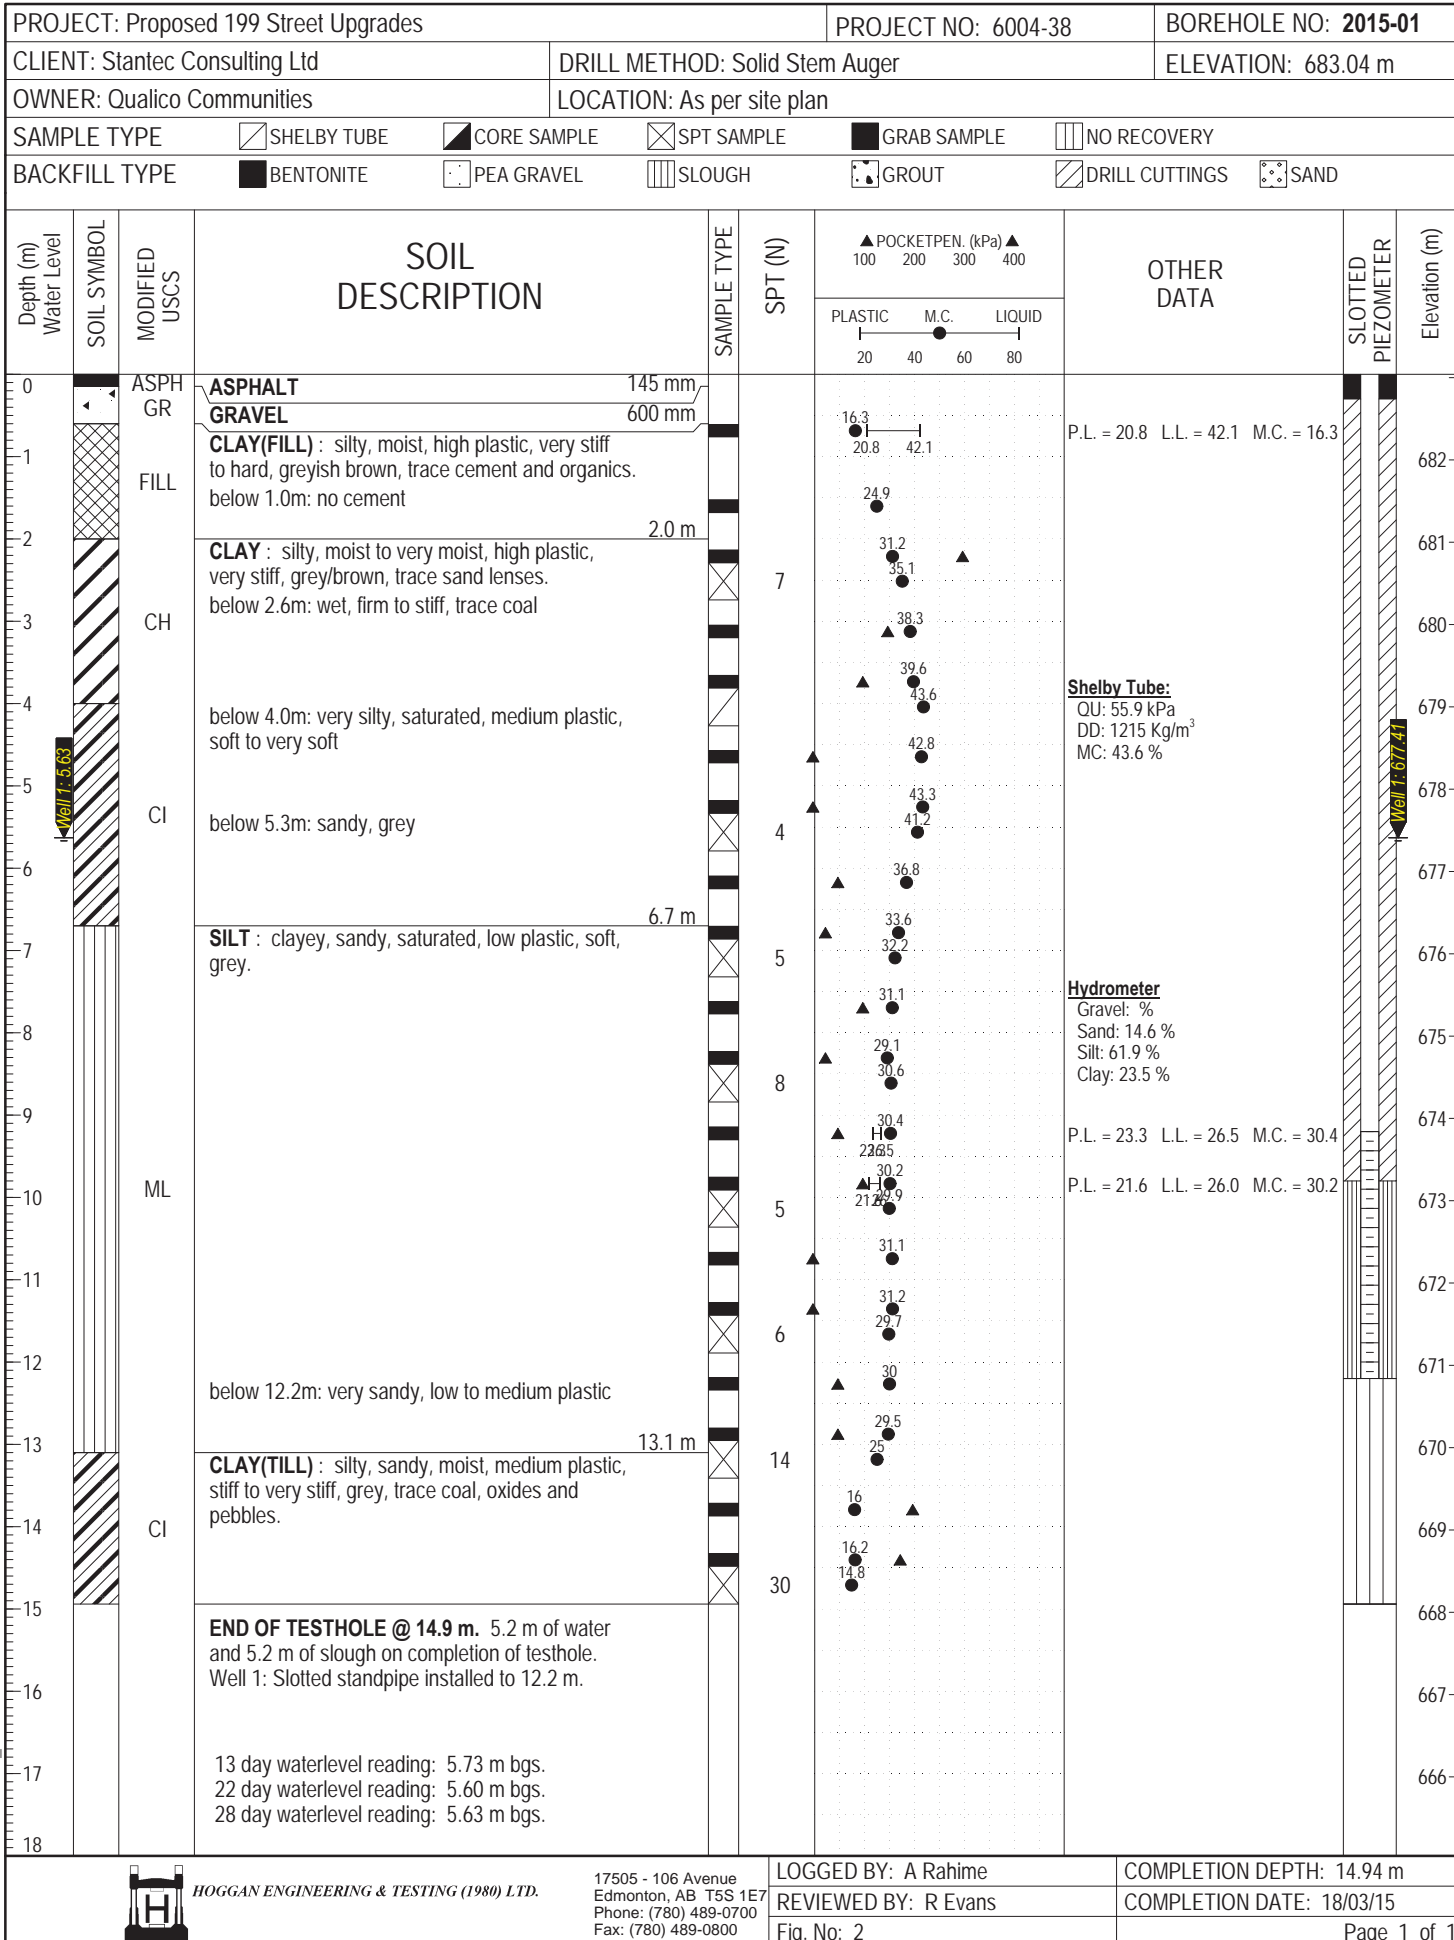 PROJECT: Proposed 199 Street Upgrades
PROJECT NO: 6004-38
BOREHOLE NO: 2015-01
CLIENT: Stantec Consulting Ltd
DRILL METHOD: Solid Stem Auger
ELEVATION: 683.04 m
OWNER: Qualico Communities
LOCATION: As per site plan
SAMPLE TYPE
SHELBY TUBE
CORE SAMPLE
SPT SAMPLE
GRAB SAMPLE
NO RECOVERY
BACKFILL TYPE
BENTONITE
PEA GRAVEL
SLOUGH
GROUT
DRILL CUTTINGS
SAND
Depth (m)
Water Level
SOIL SYMBOL
MODIFIED
USCS
SOIL
DESCRIPTION
SAMPLE TYPE
SPT (N)
▲ POCKETPEN. (kPa) ▲
100 200 300 400
PLASTIC M.C. LIQUID
20 40 60 80
OTHER
DATA
SLOTTED
PIEZOMETER
Elevation (m)
0
ASPH
ASPHALT 145 mm
GR
GRAVEL 600 mm
16.3
20.8 42.1
P.L. = 20.8 L.L. = 42.1 M.C. = 16.3
CLAY(FILL) : silty, moist, high plastic, very stiff
to hard, greyish brown, trace cement and organics.
1
682
FILL
below 1.0m: no cement
24.9
2.0 m
2
681
CLAY : silty, moist to very moist, high plastic,
very stiff, grey/brown, trace sand lenses.
31.2
35.1
7
below 2.6m: wet, firm to stiff, trace coal
3
CH
38.3
680
39.6
43.6
Shelby Tube:
QU: 55.9 kPa
DD: 1215 Kg/m³
MC: 43.6 %
4
679
below 4.0m: very silty, saturated, medium plastic,
soft to very soft
42.8
Well 1: 5.63
Well 1: 677.41
5
678
CI
below 5.3m: sandy, grey
43.3
41.2
4
6
36.8
677
6.7 m
SILT : clayey, sandy, saturated, low plastic, soft,
grey.
33.6
32.2
5
7
676
31.1
Hydrometer
Gravel: %
Sand: 14.6 %
Silt: 61.9 %
Clay: 23.5 %
8
675
29.1
30.6
8
9
674
30.4
P.L. = 23.3 L.L. = 26.5 M.C. = 30.4
ML
30.2
29.9
P.L. = 21.6 L.L. = 26.0 M.C. = 30.2
10
673
5
31.1
11
672
31.2
29.7
6
12
671
30
below 12.2m: very sandy, low to medium plastic
29.5
25
13.1 m
13
670
14
CLAY(TILL) : silty, sandy, moist, medium plastic,
stiff to very stiff, grey, trace coal, oxides and
pebbles.
16
14
CI
669
16.2
14.8
30
15
668
END OF TESTHOLE @ 14.9 m. 5.2 m of water
and 5.2 m of slough on completion of testhole.
Well 1: Slotted standpipe installed to 12.2 m.
16
667
13 day waterlevel reading: 5.73 m bgs.
17
666
22 day waterlevel reading: 5.60 m bgs.
28 day waterlevel reading: 5.63 m bgs.
18
H
HOGGAN ENGINEERING & TESTING (1980) LTD.
17505 - 106 Avenue
Edmonton, AB T5S 1E7
Phone: (780) 489-0700
Fax: (780) 489-0800
LOGGED BY: A Rahime
COMPLETION DEPTH: 14.94 m
REVIEWED BY: R Evans
COMPLETION DATE: 18/03/15
Fig. No: 2
Page 1 of 1